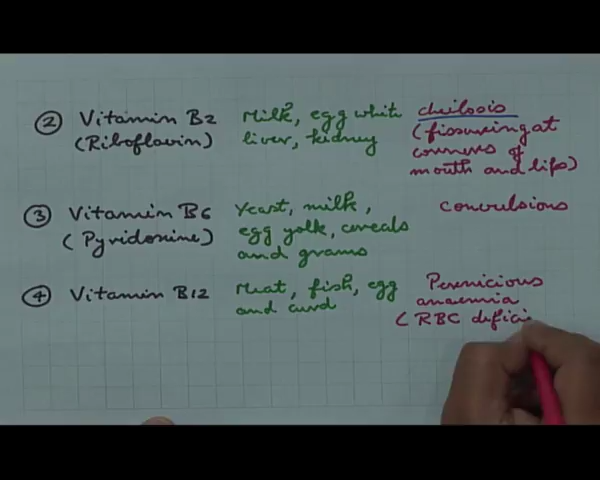 ② Vitamin B2 Milk, egg white cheilosis
(Riboflavin) liver, kidney (fissuring at
corners of
mouth and lips)
③ Vitamin B6 Yeast, milk, convulsions
(Pyridoxine) egg yolk, cereals
and grams
④ Vitamin B12 Meat, fish, egg Pernicious
and curd anaemia
(RBC defici